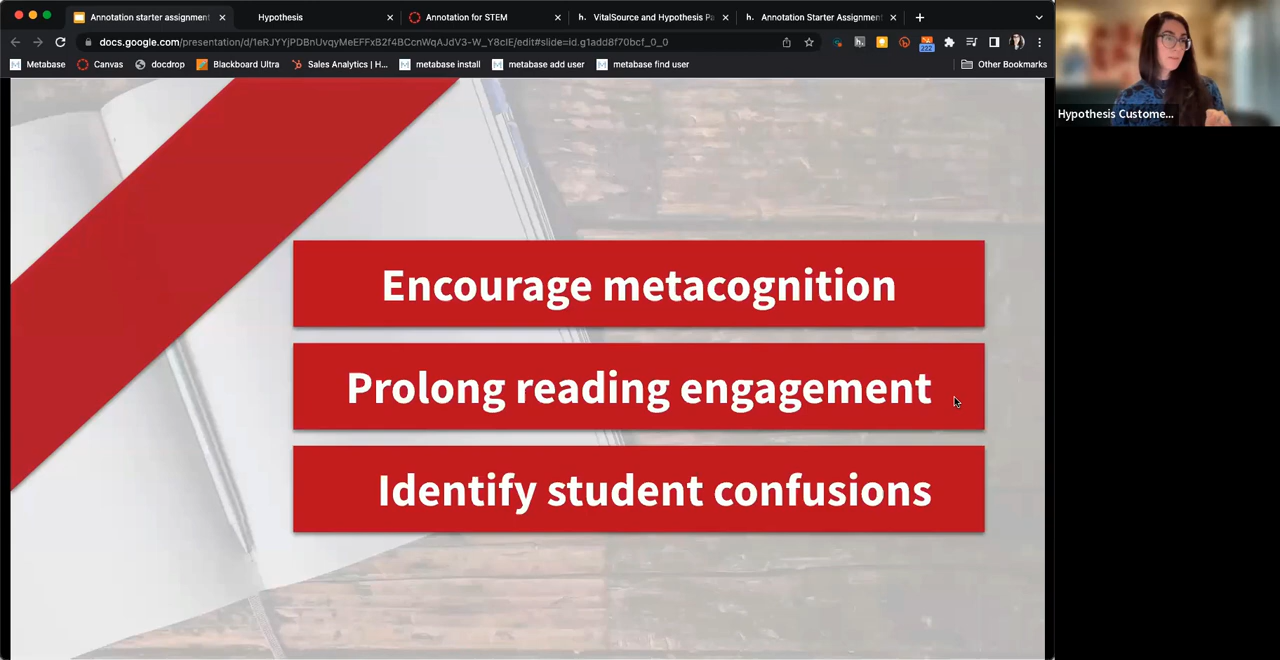 Annotation starter assignment
Hypothesis
Annotation for STEM
VitalSource and Hypothesis Pa
Annotation Starter Assignment
docs.google.com/presentation/d/1eRJYYjPDBnUvqyMeEFFxB2f4BCcnWqAJdV3-W_Y8cIE/edit#slide=id.g1add8f70bcf_0_0
222
Metabase
Canvas
docdrop
Blackboard Ultra
Sales Analytics | H...
metabase install
metabase add user
metabase find user
Other Bookmarks
Hypothesis Custome...
Encourage metacognition
Prolong reading engagement
Identify student confusions